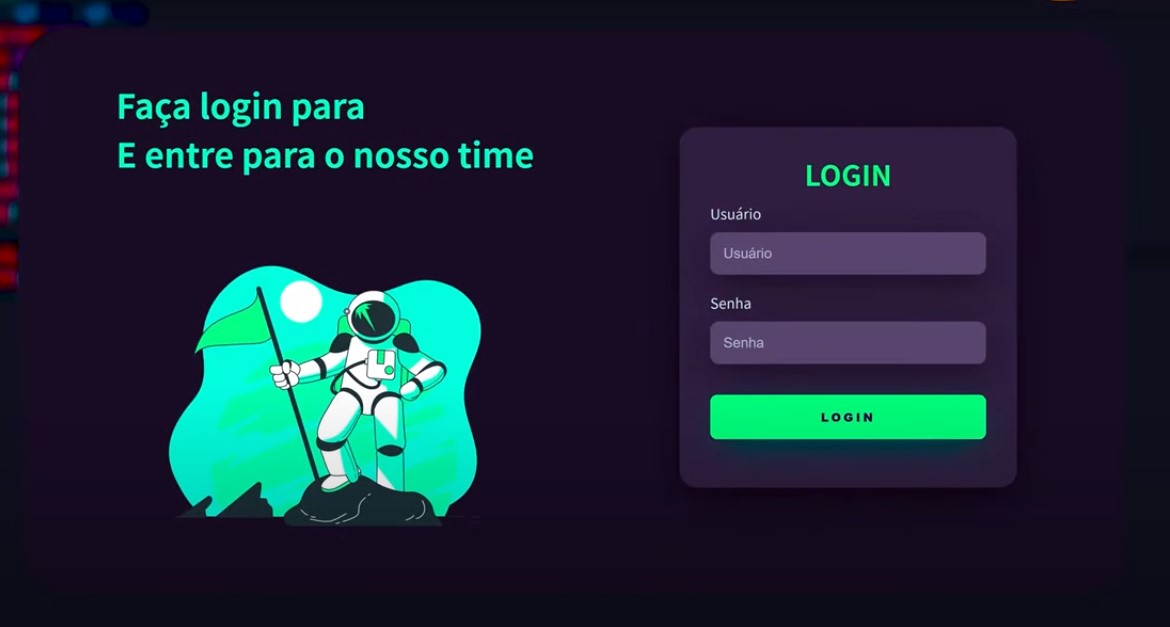 Faça login para
E entre para o nosso time
LOGIN
Usuário
Usuário
Senha
Senha
LOGIN